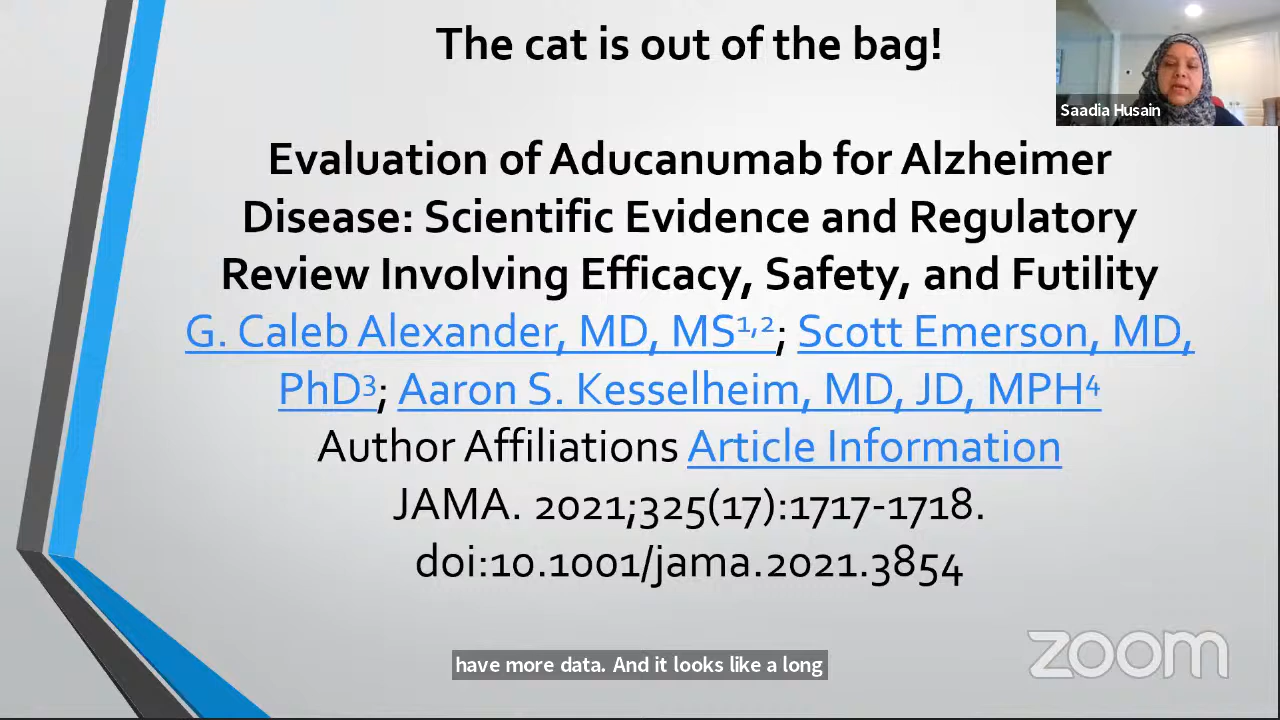 The cat is out of the bag!
Saadia Husain
Evaluation of Aducanumab for Alzheimer
Disease: Scientific Evidence and Regulatory
Review Involving Efficacy, Safety, and Futility
G. Caleb Alexander, MD, MS1,2; Scott Emerson, MD,
PhD3; Aaron S. Kesselheim, MD, JD, MPH4
Author Affiliations Article Information
JAMA. 2021;325(17):1717-1718.
doi:10.1001/jama.2021.3854
have more data. And it looks like a long
zoom